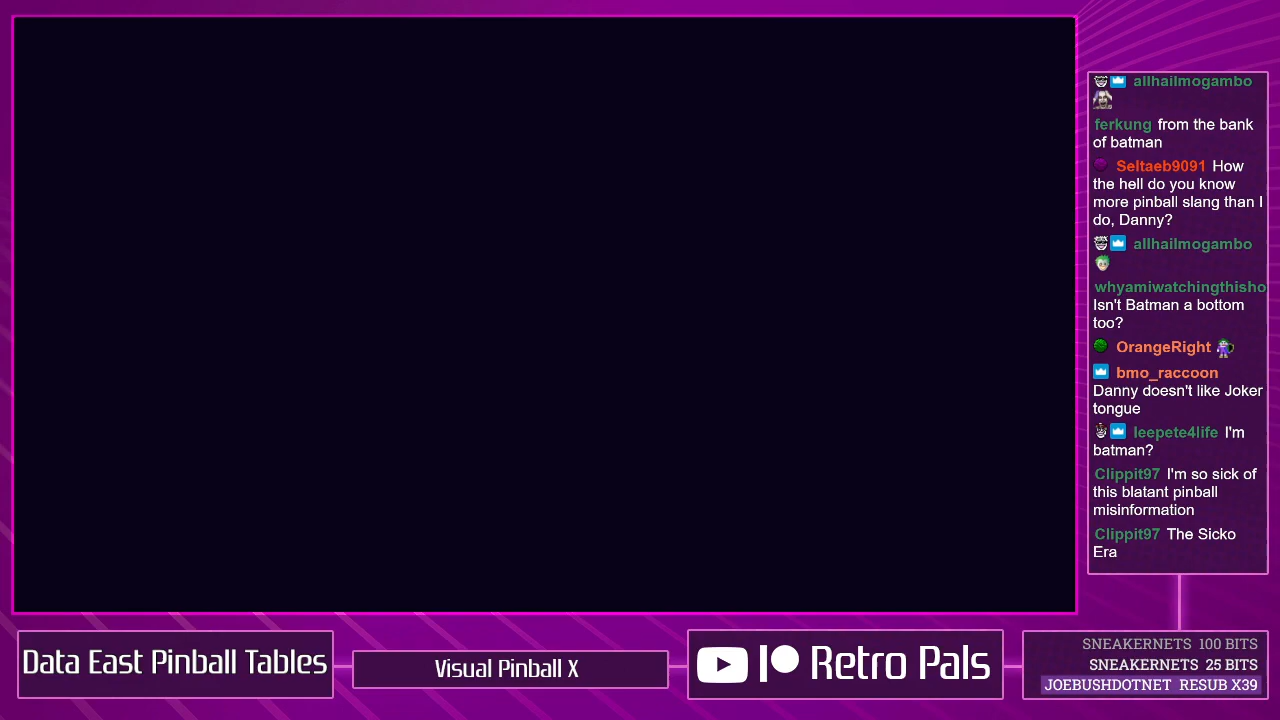 allhailmogambo
ferkung from the bank
of batman
Seltaeb9091 How
the hell do you know
more pinball slang than I
do, Danny?
allhailmogambo
whyamiwatchingthisho
Isn't Batman a bottom
too?
OrangeRight
bmo_raccoon
Danny doesn't like Joker
tongue
leepete4life I'm
batman?
Clippit97 I'm so sick of
this blatant pinball
misinformation
Clippit97 The Sicko
Era
Data East Pinball Tables
Visual Pinball X
Retro Pals
SNEAKERNETS 100 BITS
SNEAKERNETS 25 BITS
JOEBUSHDOTNET RESUB X39